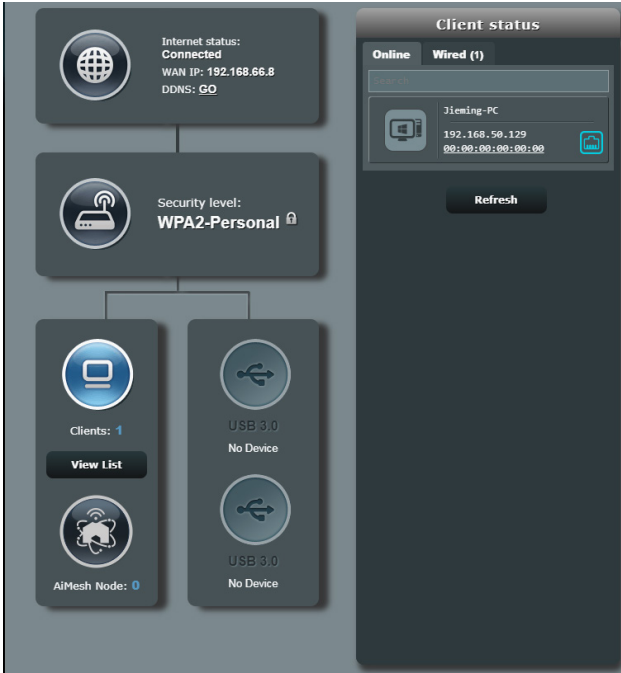 Internet status:
Connected
WAN IP: 192.168.66.8
DDNS: GO
Security level:
WPA2-Personal
Clients: 1
View List
AiMesh Node: 0
USB 3.0
No Device
USB 3.0
No Device
Client status
Online
Wired (1)
Search
Jieming-PC
192.168.50.129
00:00:00:00:00:00
Refresh